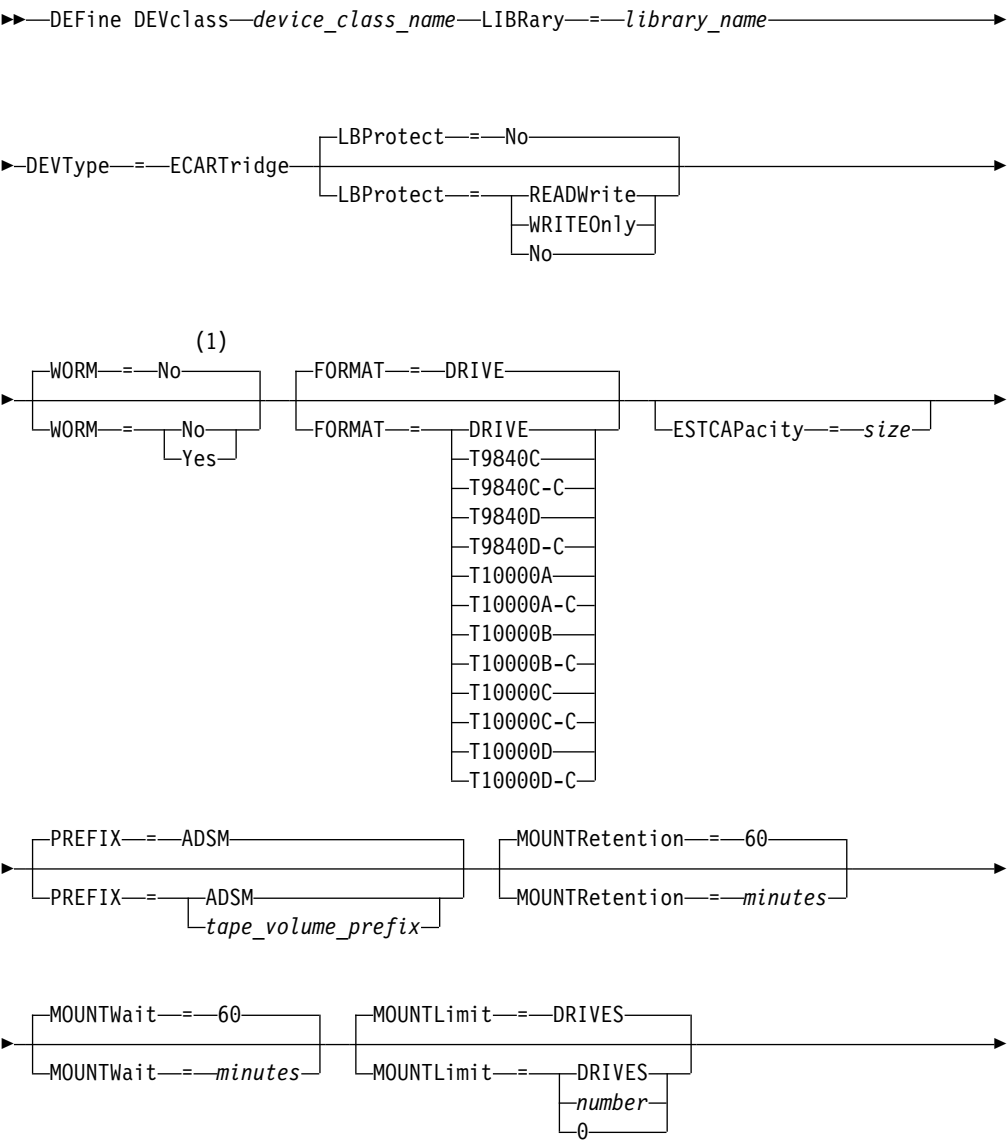 DEFine DEVclass device_class_name LIBRary = library_name
LBProtect = No
DEVType = ECARTridge
LBProtect = READWrite
WRITEOnly
No
(1)
WORM = No FORMAT = DRIVE
WORM = No FORMAT = DRIVE ESTCAPacity = size
Yes T9840C
T9840C-C
T9840D
T9840D-C
T10000A
T10000A-C
T10000B
T10000B-C
T10000C
T10000C-C
T10000D
T10000D-C
PREFIX = ADSM MOUNTRetention = 60
PREFIX = ADSM MOUNTRetention = minutes
tape_volume_prefix
MOUNTWait = 60 MOUNTLimit = DRIVES
MOUNTWait = minutes MOUNTLimit = DRIVES
number
0